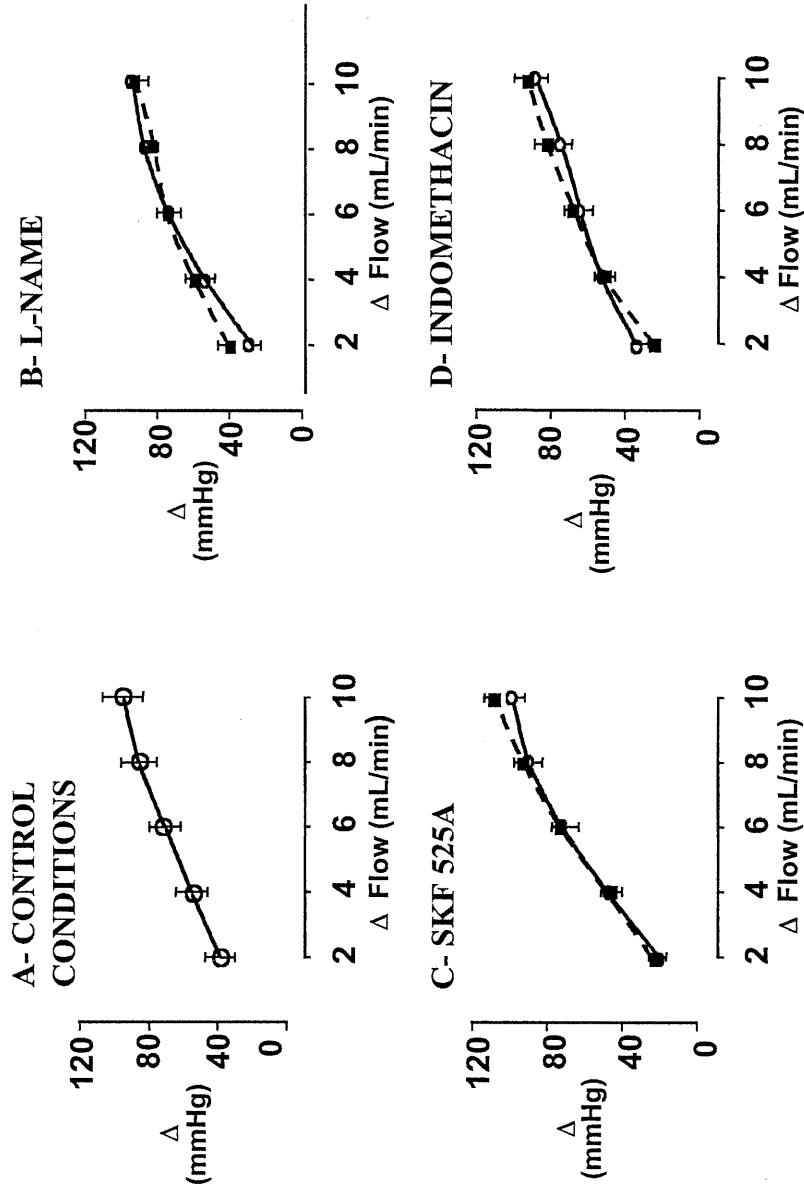 A- CONTROL
CONDITIONS
120
80
40
0
Δ
(mmHg)
2 4 6 8 10
Δ Flow (mL/min)
B- L-NAME
120
80
40
0
Δ
(mmHg)
2 4 6 8 10
Δ Flow (mL/min)
C- SKF 525A
120
80
40
0
Δ
(mmHg)
2 4 6 8 10
Δ Flow (mL/min)
D- INDOMETHACIN
120
80
40
0
Δ
(mmHg)
2 4 6 8 10
Δ Flow (mL/min)